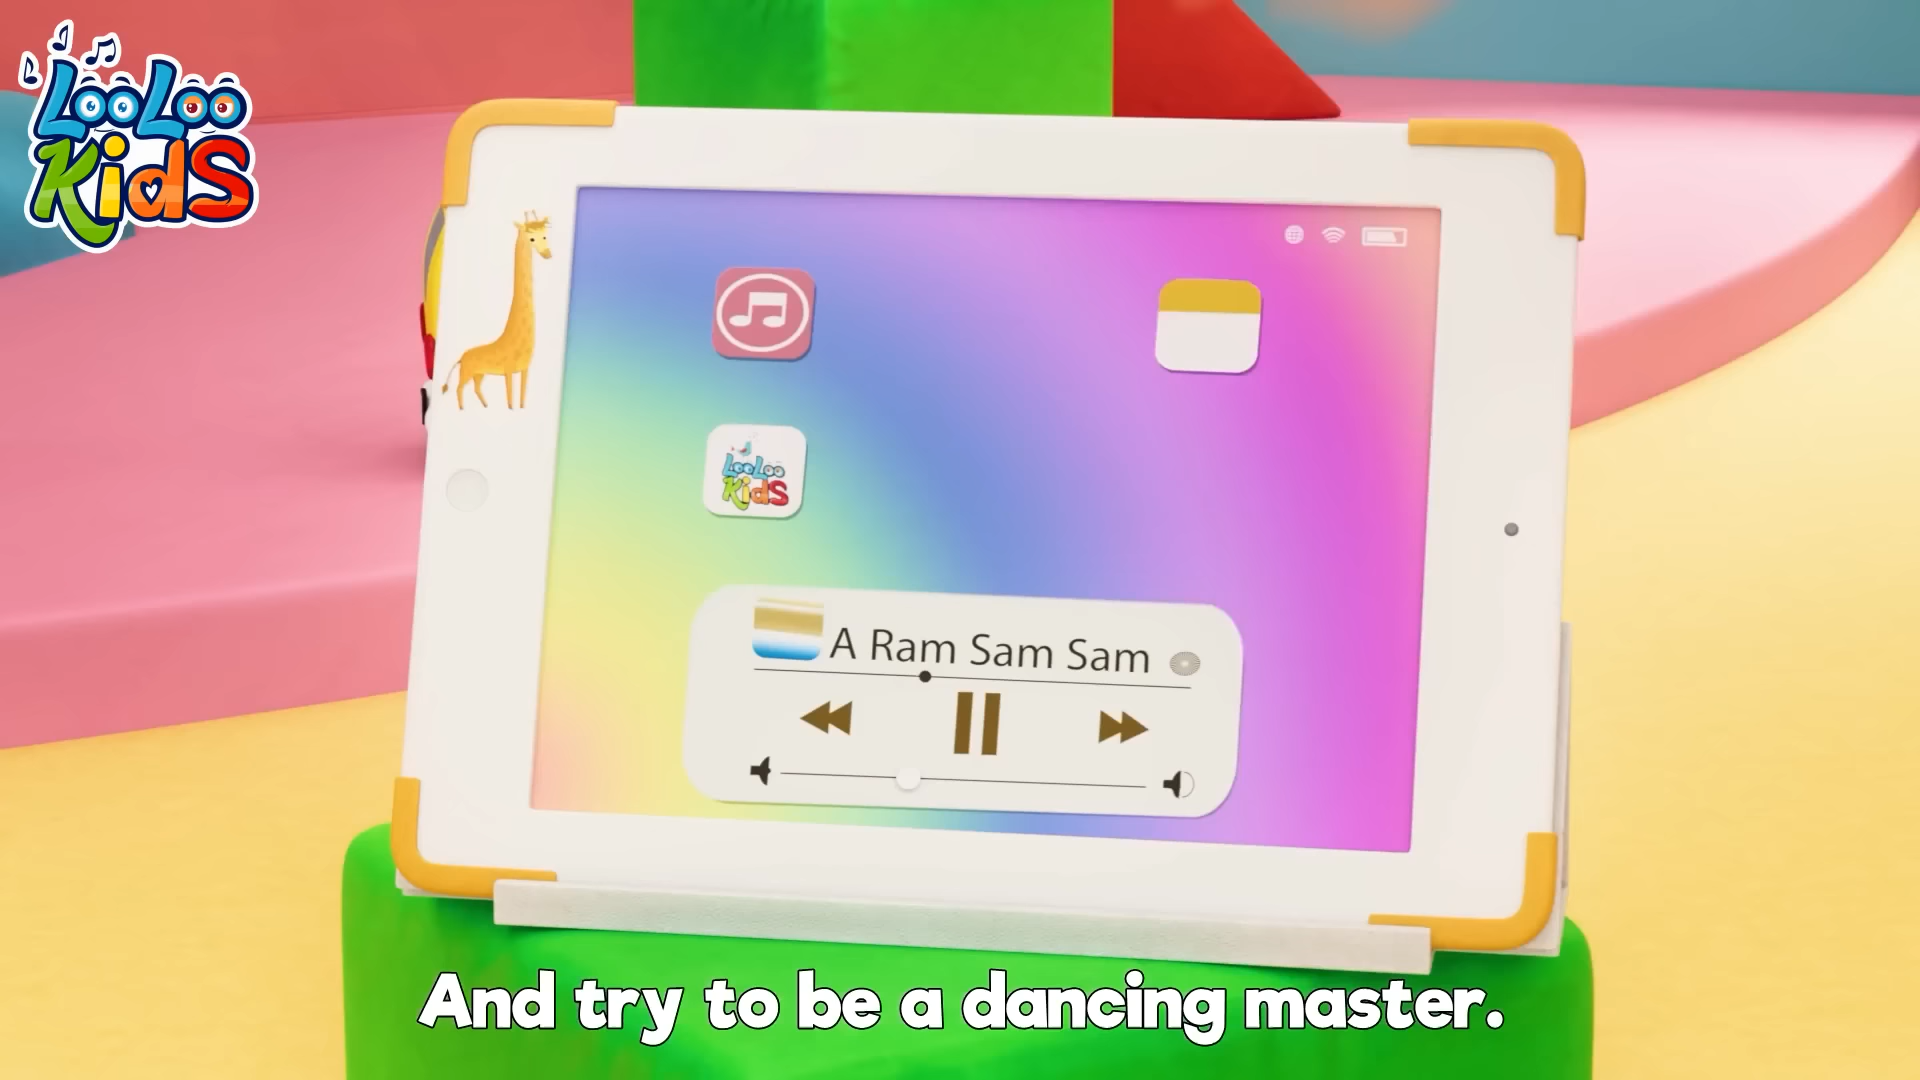 LooLoo
KidS
LooLoo
KidS
A Ram Sam Sam
And try to be a dancing master.